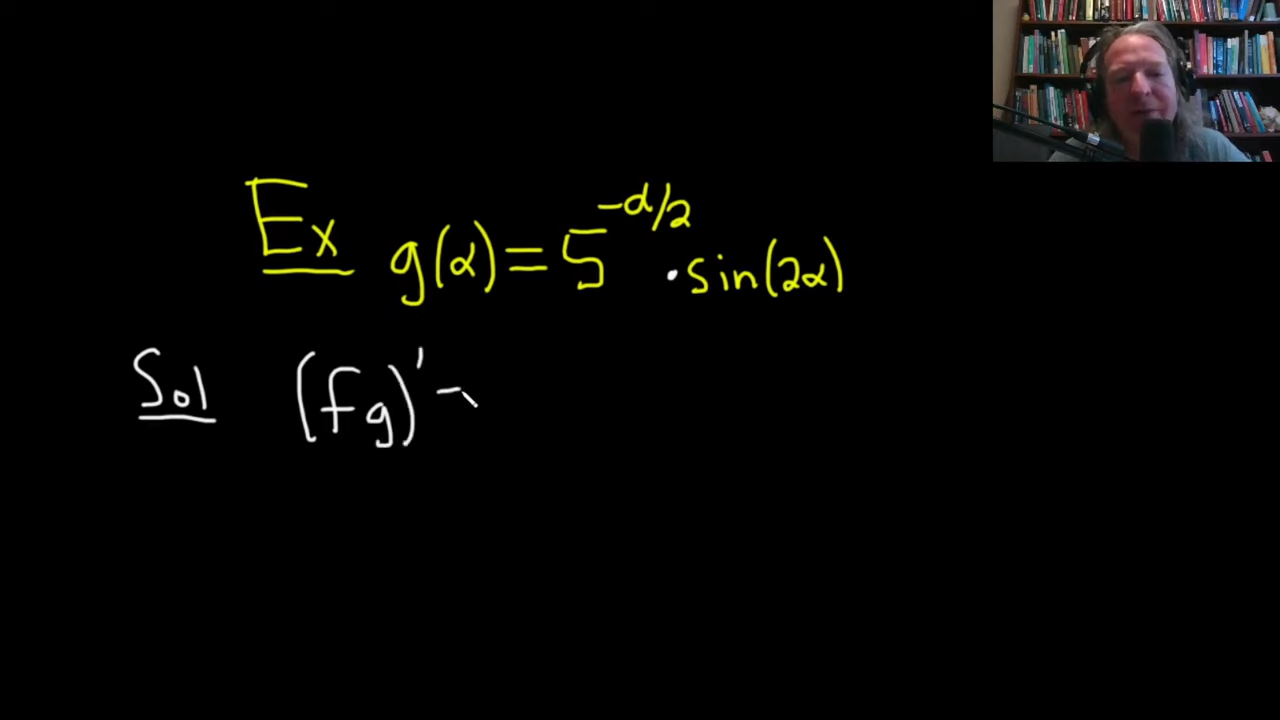 Ex g(α)=5^{-α/2} ·sin(2α)
Sol (fg)' -